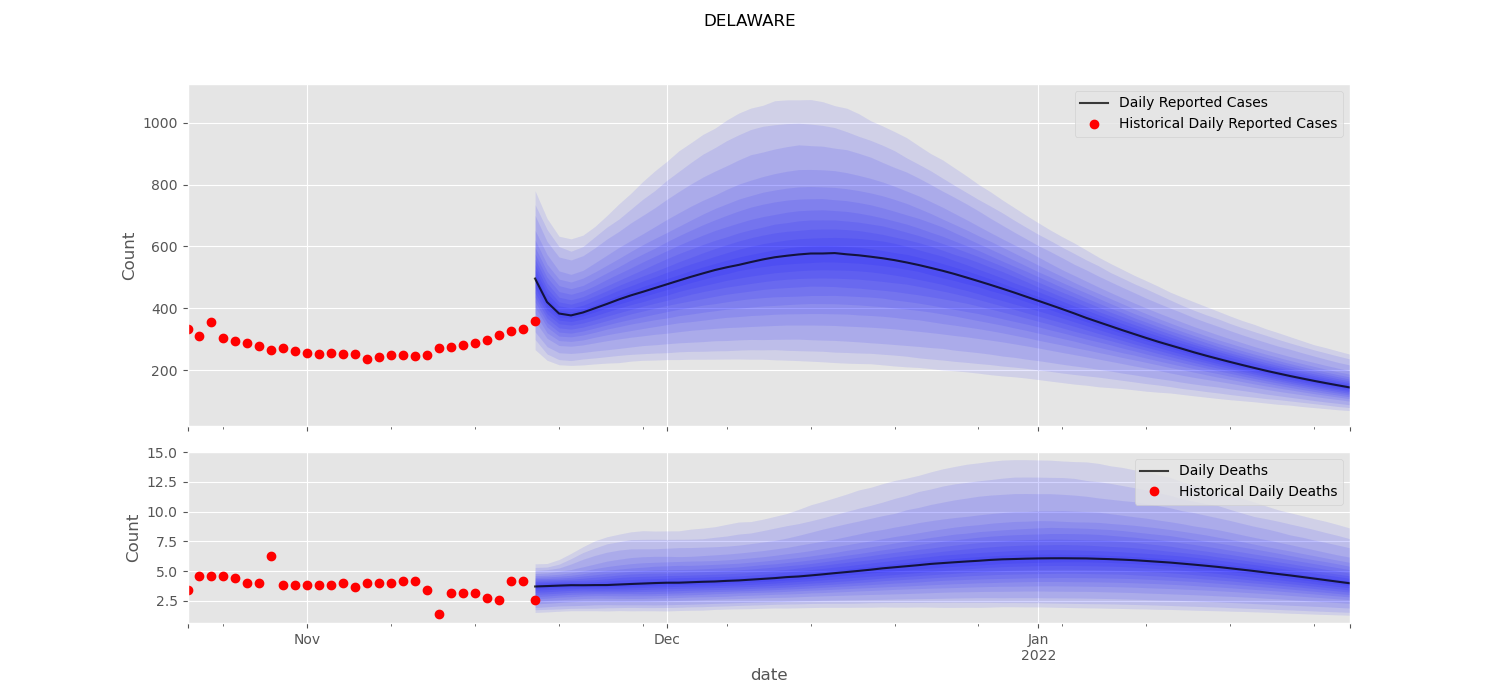 DELAWARE
1000
800
600
400
200
Count
Daily Reported Cases
Historical Daily Reported Cases
15.0
12.5
10.0
7.5
5.0
2.5
Count
Daily Deaths
Historical Daily Deaths
Nov
Dec
Jan
2022
date